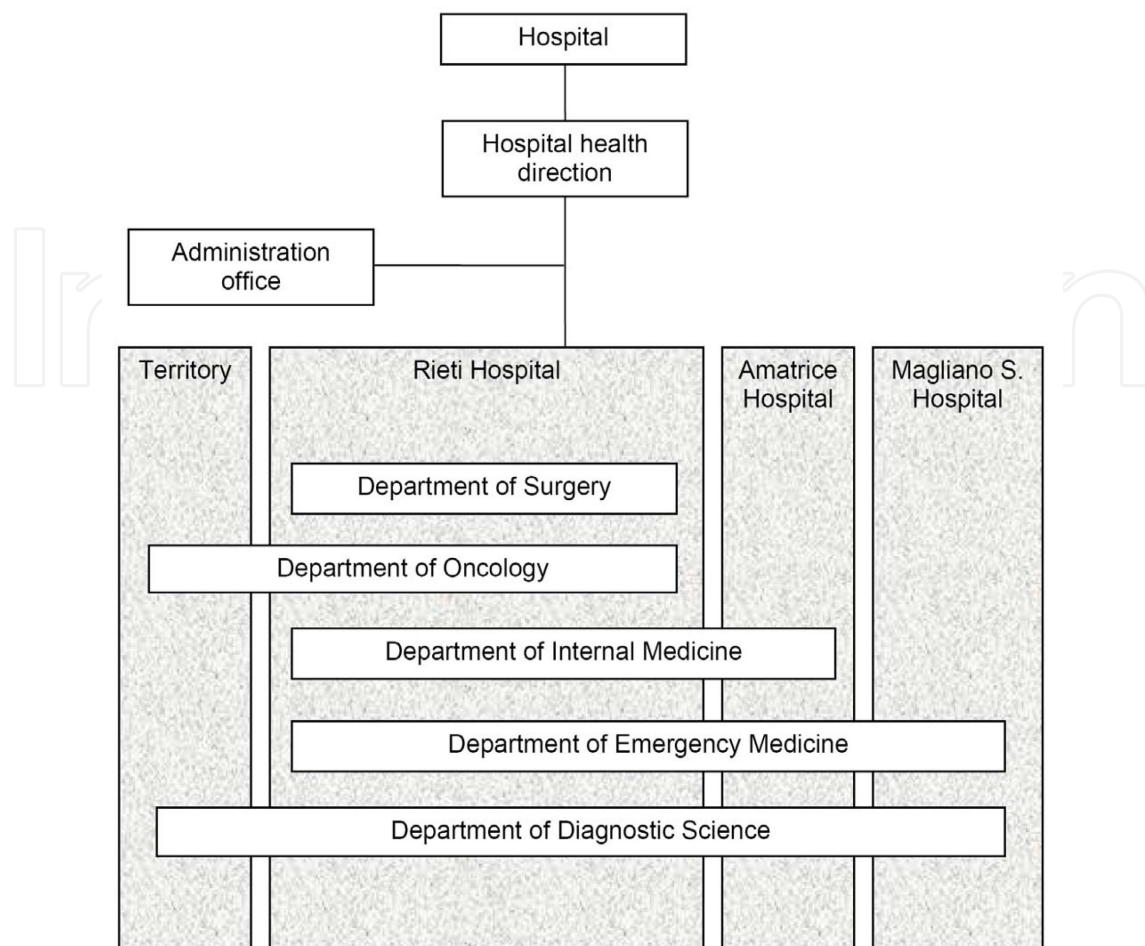 Hospital
Hospital health
direction
Administration
office
Territory
Rieti Hospital
Amatrice
Hospital
Magliano S.
Hospital
Department of Surgery
Department of Oncology
Department of Internal Medicine
Department of Emergency Medicine
Department of Diagnostic Science